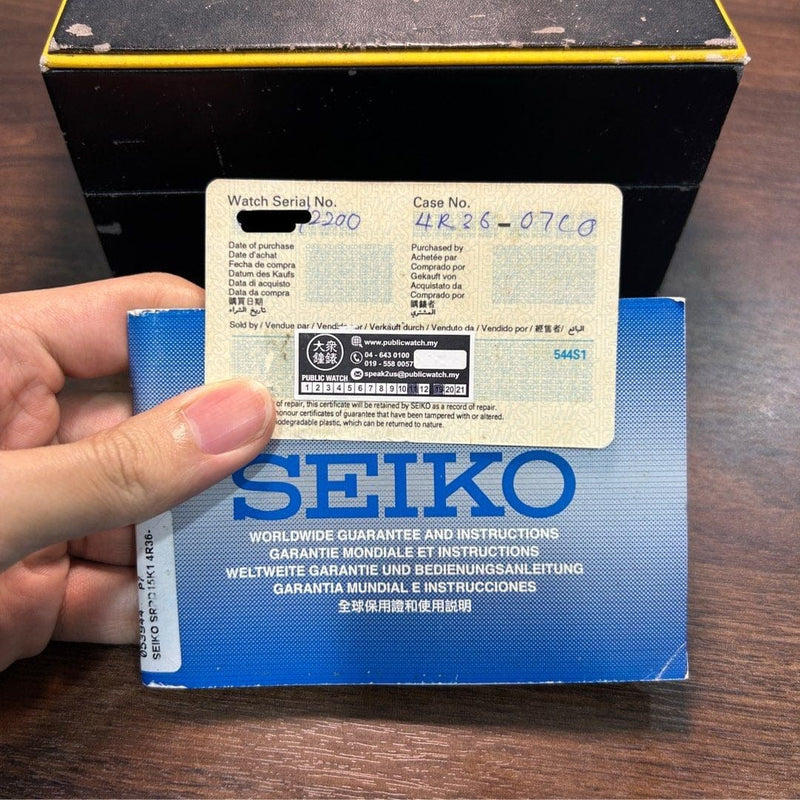 Watch Serial No.
2200
Case No.
4R36-07C0
Date of purchase
Date d'achat
Fecha de compra
Datum des Kaufs
Data di acquisto
Data da compra
購買日期
تاريخ الشراء
Purchased by
Achetée par
Comprado por
Gekauft von
Acquistato da
Comprado por
購錶者
المشتري
Sold by / Vendue par / Vendido por / Verkäuft durch / Venduto da / Vendido por / 經售者 / البائع
544S1
大衆
鐘錶
PUBLIC WATCH
www.publicwatch.my
04 - 643 0100
019 - 558 0057
speak2us@publicwatch.my
1 2 3 4 5 6 7 8 9 10 11 12 19 20 21
of repair, this certificate will be retained by SEIKO as a record of repair.
honour certificates of guarantee that have been tampered with or altered.
degradable plastic, which can be returned to nature.
SEIKO
WORLDWIDE GUARANTEE AND INSTRUCTIONS
GARANTIE MONDIALE ET INSTRUCTIONS
WELTWEITE GARANTIE UND BEDIENUNGSANLEITUNG
GARANTIA MUNDIAL E INSTRUCCIONES
全球保用證和使用説明
053944
SEIKO 15K1 4R36-